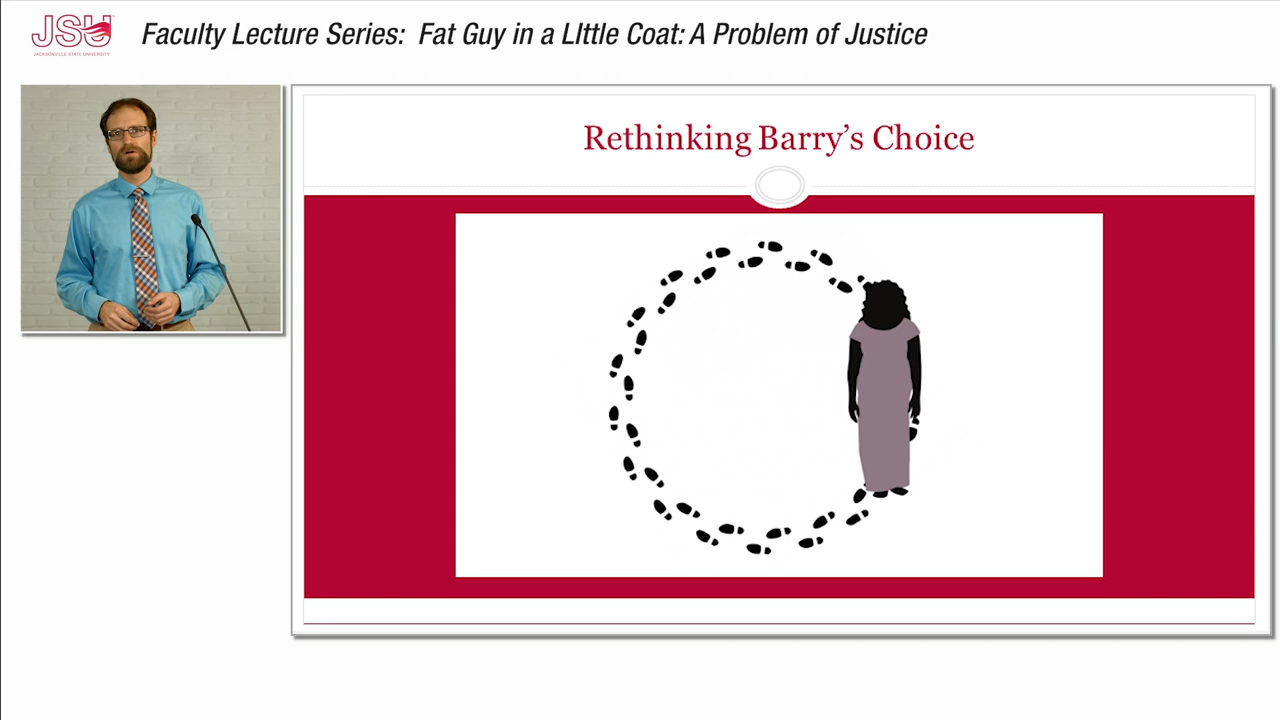 JSU
JACKSONVILLE STATE UNIVERSITY
Faculty Lecture Series: Fat Guy in a LIttle Coat: A Problem of Justice
Rethinking Barry’s Choice